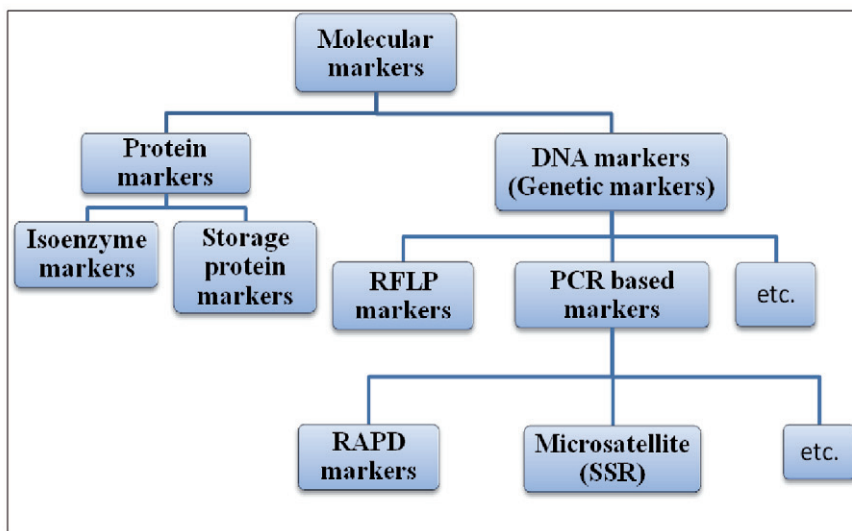 Molecular
markers
Protein
markers
DNA markers
(Genetic markers)
Isoenzyme
markers
Storage
protein
markers
RFLP
markers
PCR based
markers
etc.
RAPD
markers
Microsatellite
(SSR)
etc.